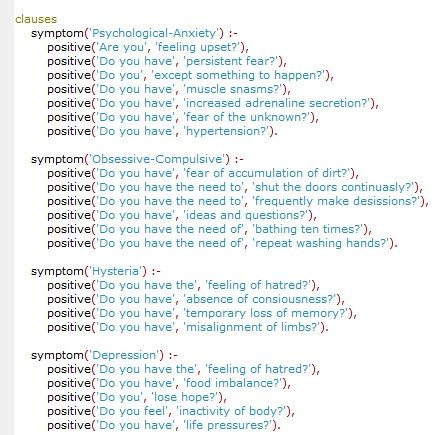 clauses
symptom('Psychological-Anxiety') :-
positive('Are you', 'feeling upset?'),
positive('Do you have', 'persistent fear?'),
positive('Do you', 'except something to happen?'),
positive('Do you have', 'muscle snasms?'),
positive('Do you have', 'increased adrenaline secretion?'),
positive('Do you have', 'fear of the unknown?'),
positive('Do you have', 'hypertension?').
symptom('Obsessive-Compulsive') :-
positive('Do you have', 'fear of accumulation of dirt?'),
positive('Do you have the need to', 'shut the doors continuasly?'),
positive('Do you have the need to', 'frequently make desissions?'),
positive('Do you have', 'ideas and questions?'),
positive('Do you have the need of', 'bathing ten times?'),
positive('Do you have the need of', 'repeat washing hands?').
symptom('Hysteria') :-
positive('Do you have the', 'feeling of hatred?'),
positive('Do you have', 'absence of consiousness?'),
positive('Do you have', 'temporary loss of memory?'),
positive('Do you have', 'misalignment of limbs?').
symptom('Depression') :-
positive('Do you have the', 'feeling of hatred?'),
positive('Do you have', 'food imbalance?'),
positive('Do you', 'lose hope?'),
positive('Do you feel', 'inactivity of body?'),
positive('Do you have', 'life pressures?').